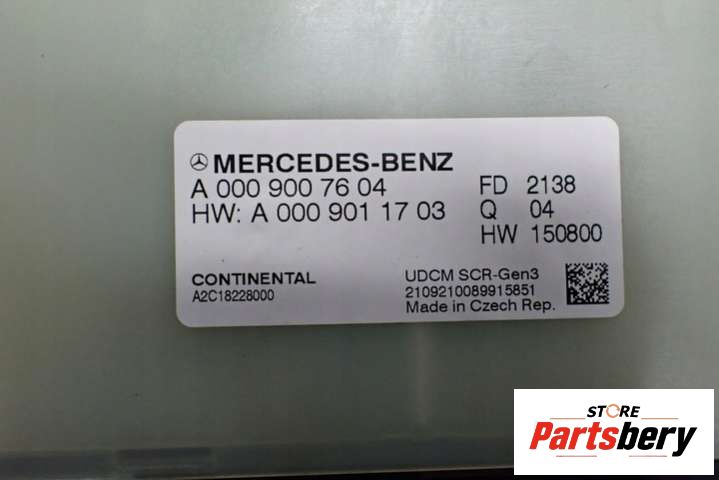 MERCEDES-BENZ
A 000 900 76 04 FD 2138
HW: A 000 901 17 03 Q 04
HW 150800
CONTINENTAL UDCM SCR-Gen3
A2C18228000 2109210089915851
Made in Czech Rep.
STORE
Partsbery